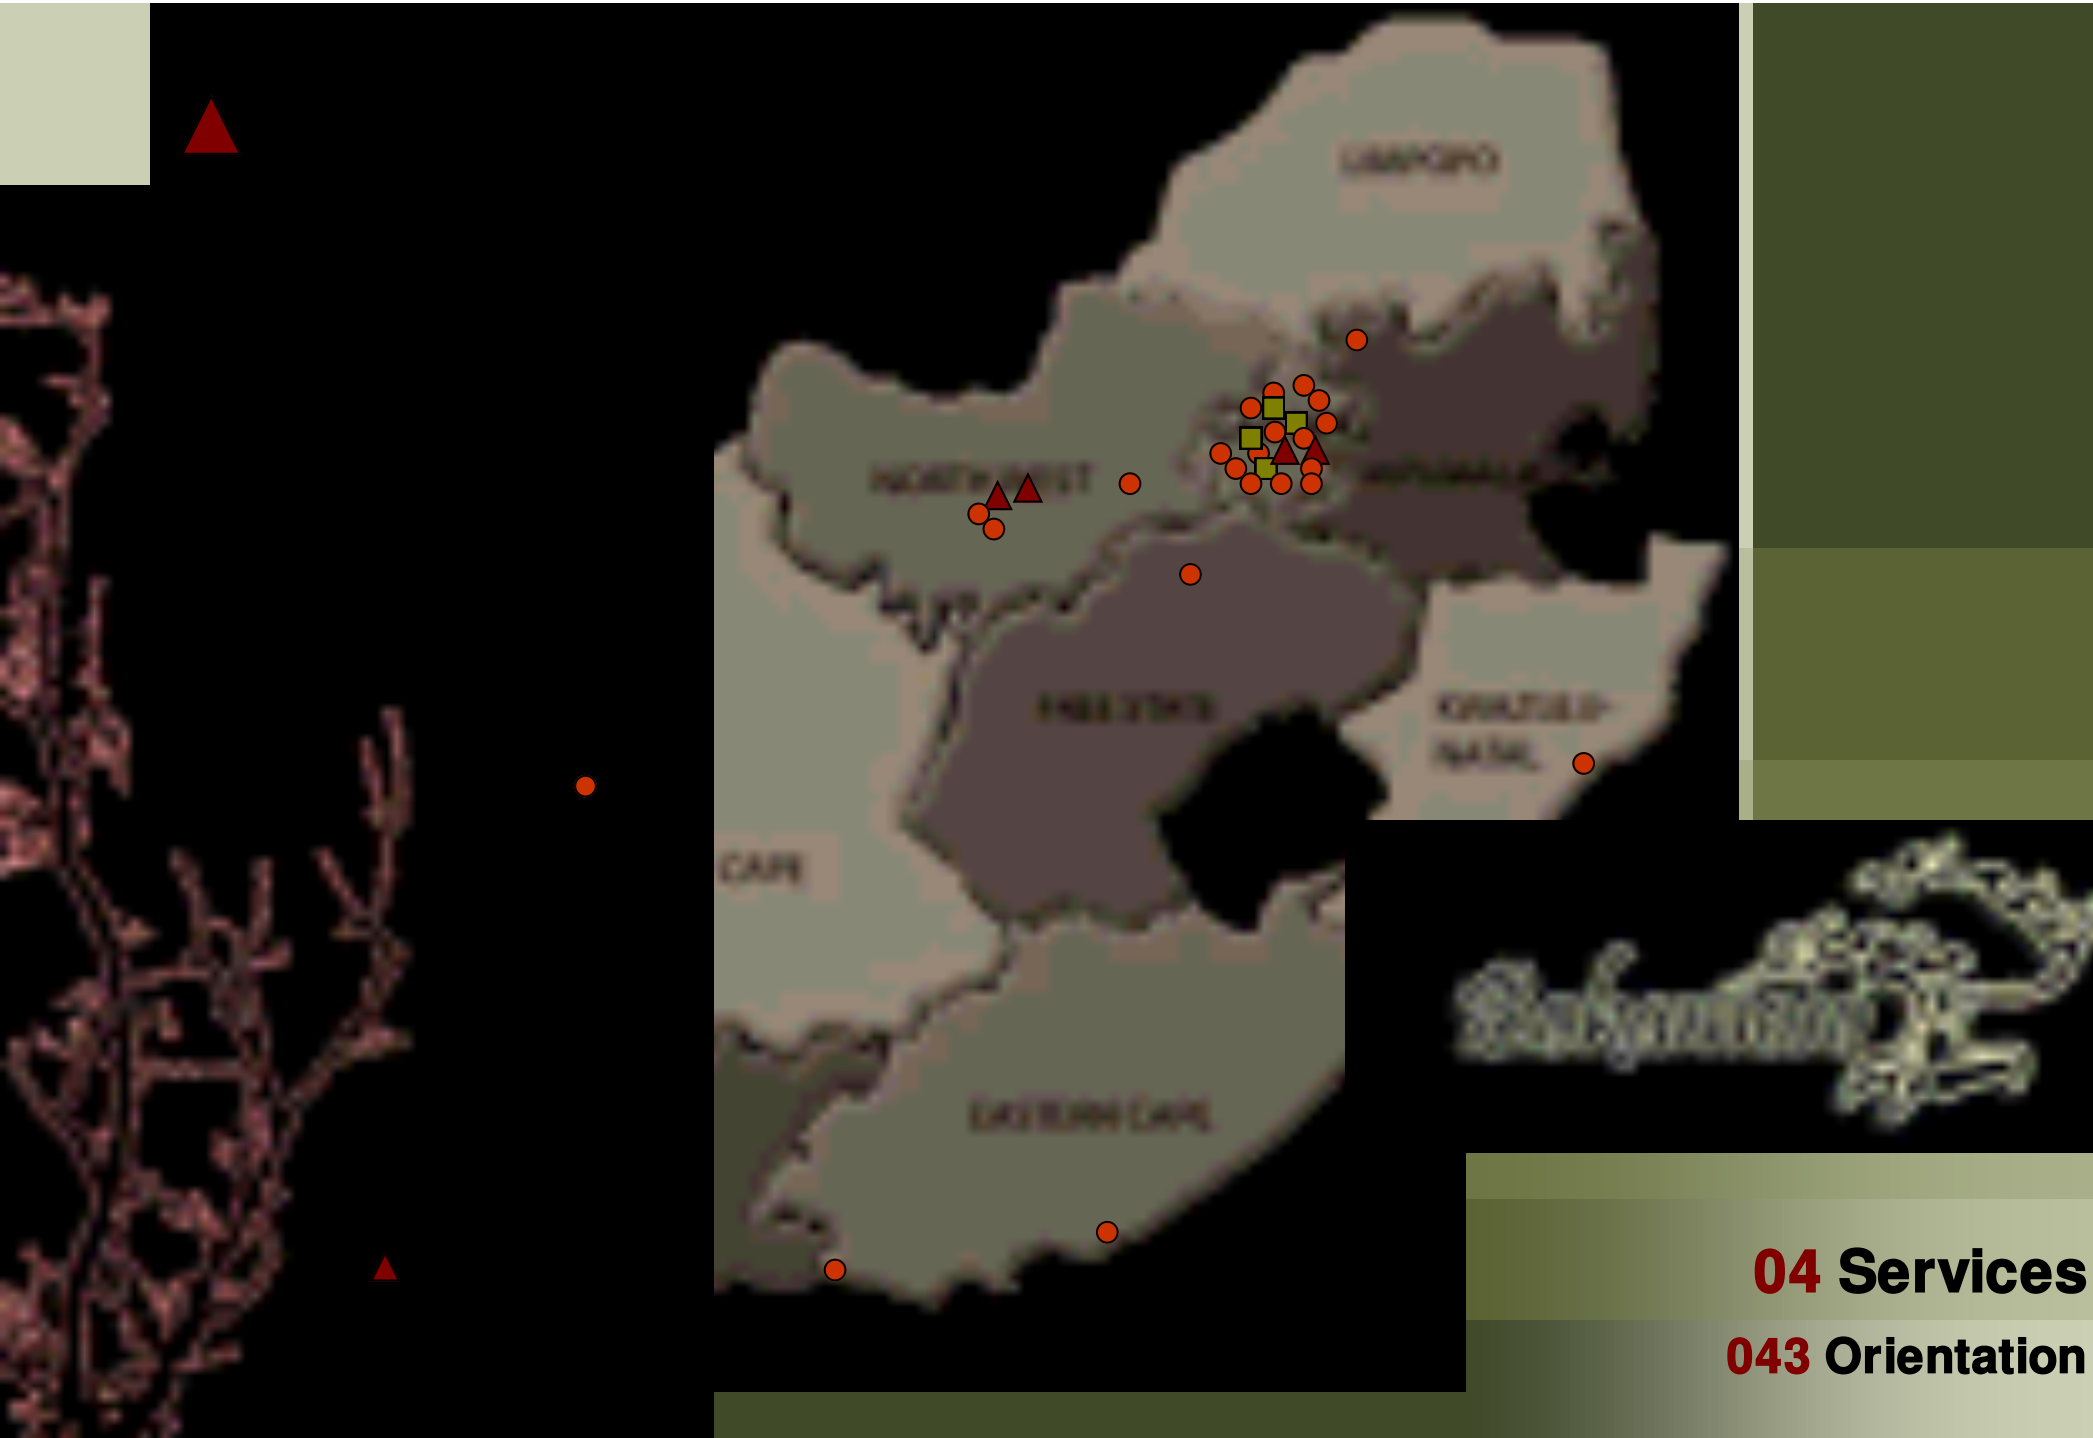 LIMPOPO
NORTH WEST
FREE STATE
KWAZULU-
NATAL
CAPE
EASTERN CAPE
04 Services
043 Orientation